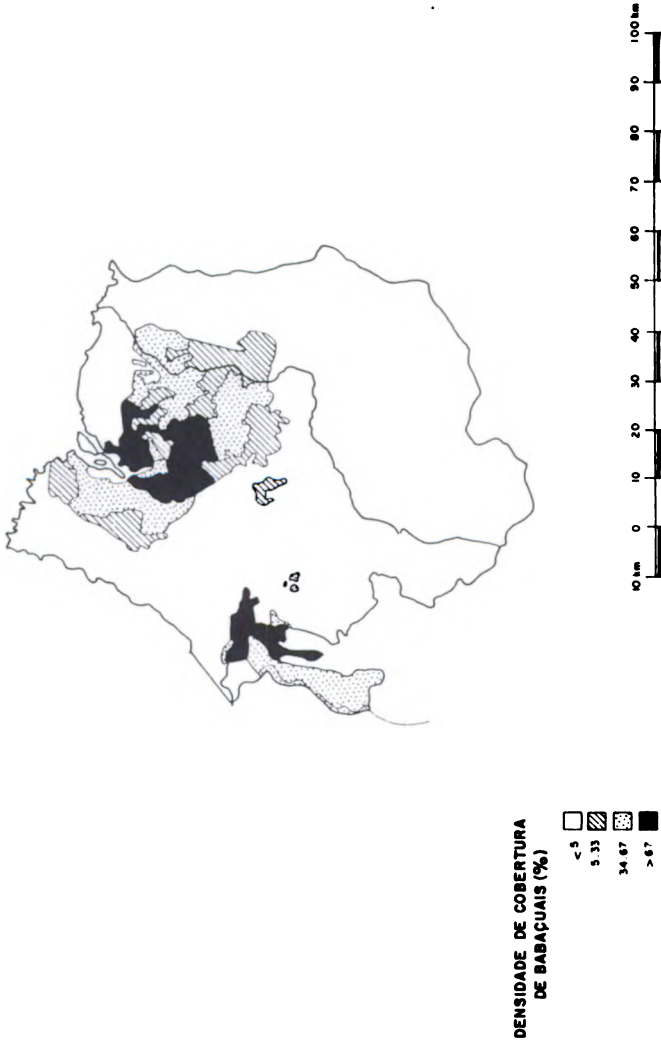 10 km 0 10 20 30 40 50 60 70 80 90 100 km
DENSIDADE DE COBERTURA
DE BABAÇUAIS (%)
< 5
5.33
34.67
> 67